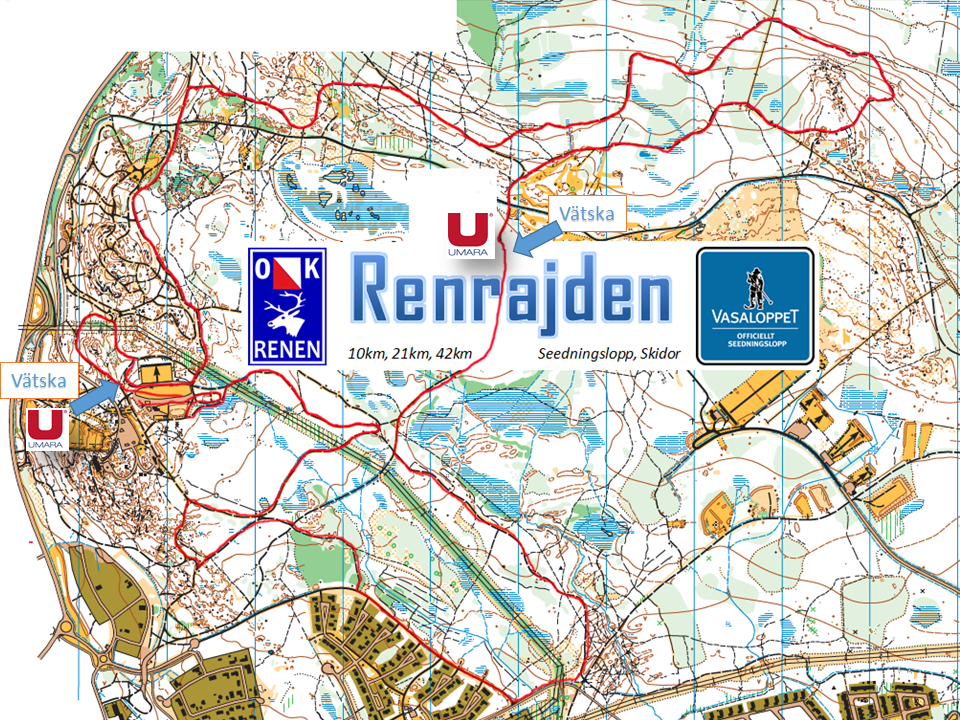 Vätska
U
UMARA
O K
RENEN
Renrajden
10km, 21km, 42km
Seedningslopp, Skidor
VASALOPPET
OFFICIELLT
SEEDNINGSLOPP
Vätska
U
UMARA